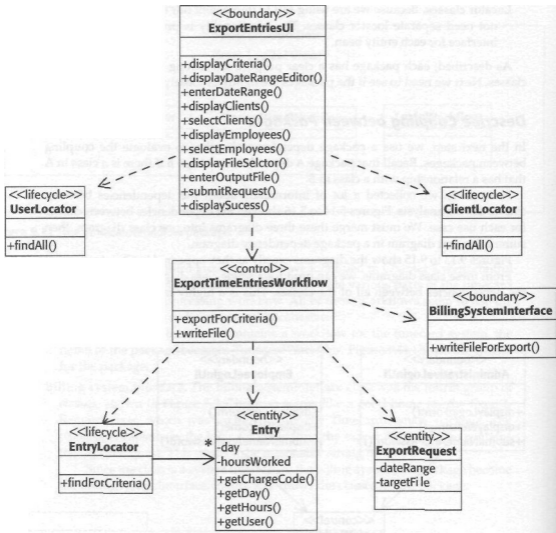 <<boundary>>
ExportEntriesUI
+displayCriteria()
+displayDateRangeEditor()
+enterDateRange()
+displayClients()
+selectClients()
+displayEmployees()
+selectEmployees()
+displayFileSelctor()
+enterOutputFile()
+submitRequest()
+displaySucess()
<<lifecycle>>
UserLocator
+findAll()
<<lifecycle>>
ClientLocator
+findAll()
<<control>>
ExportTimeEntriesWorkflow
+exportForCriteria()
+writeFile()
<<boundary>>
BillingSystemInterface
+writeFileForExport()
<<lifecycle>>
EntryLocator
+findForCriteria()
*
<<entity>>
Entry
-day
-hoursWorked
+getChargeCode()
+getDay()
+getHours()
+getUser()
<<entity>>
ExportRequest
-dateRange
-targetFile